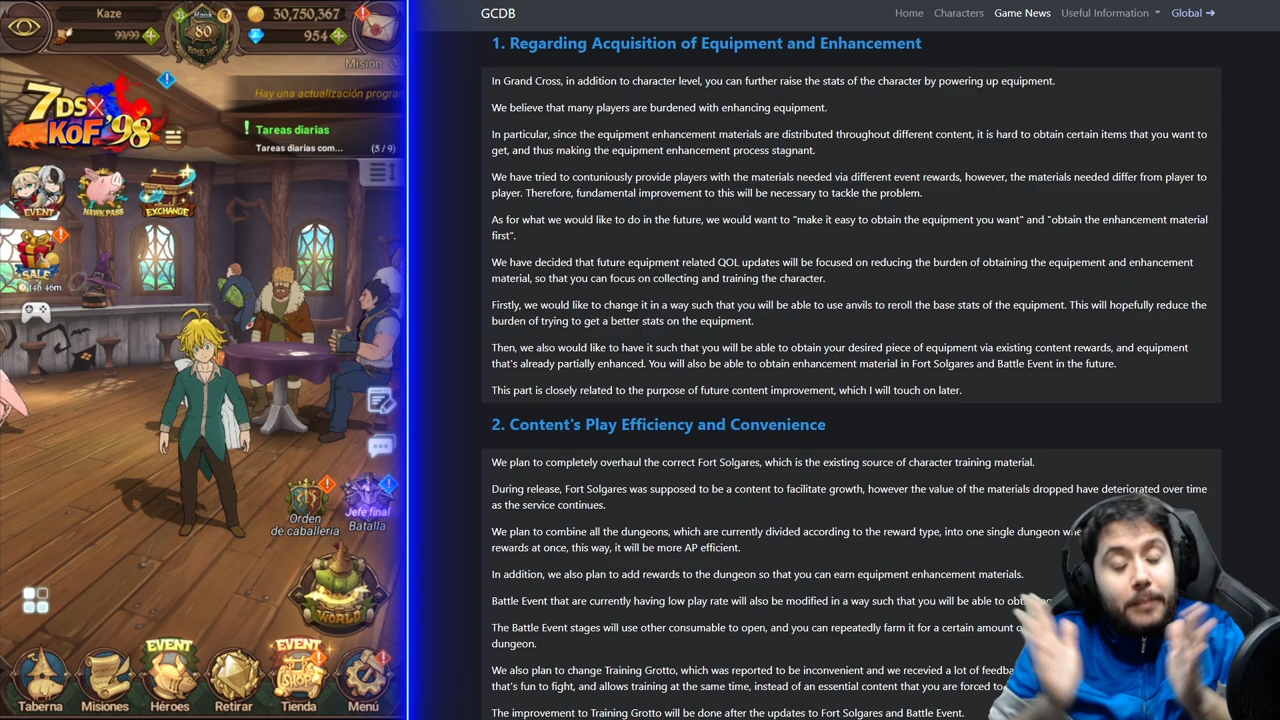 Kaze
99/99
Rank
80
30,750,367
954
Misión
Hay una actualización progran
Tareas diarias
Tareas diarias com... (5/9)
7DSX
KOF'98
EVENT
HAWK PASS
EXCHANGE
SALE
14h 46m
Orden
de caballería
Jefe final
Batalla
WORLD
EVENT
EVENT
SHOP
Taberna
Misiones
Héroes
Retirar
Tienda
Menú
GCDB
Home Characters Game News Useful Information Global
1. Regarding Acquisition of Equipment and Enhancement
In Grand Cross, in addition to character level, you can further raise the stats of the character by powering up equipment.
We believe that many players are burdened with enhancing equipment.
In particular, since the equipment enhancement materials are distributed throughout different content, it is hard to obtain certain items that you want to
get, and thus making the equipment enhancement process stagnant.
We have tried to contuniously provide players with the materials needed via different event rewards, however, the materials needed differ from player to
player. Therefore, fundamental improvement to this will be necessary to tackle the problem.
As for what we would like to do in the future, we would want to "make it easy to obtain the equipment you want" and "obtain the enhancement material
first".
We have decided that future equipment related QOL updates will be focused on reducing the burden of obtaining the equipement and enhancement
material, so that you can focus on collecting and training the character.
Firstly, we would like to change it in a way such that you will be able to use anvils to reroll the base stats of the equipment. This will hopefully reduce the
burden of trying to get a better stats on the equipment.
Then, we also would like to have it such that you will be able to obtain your desired piece of equipment via existing content rewards, and equipment
that's already partially enhanced. You will also be able to obtain enhancement material in Fort Solgares and Battle Event in the future.
This part is closely related to the purpose of future content improvement, which I will touch on later.
2. Content's Play Efficiency and Convenience
We plan to completely overhaul the correct Fort Solgares, which is the existing source of character training material.
During release, Fort Solgares was supposed to be a content to facilitate growth, however the value of the materials dropped have deteriorated over time
as the service continues.
We plan to combine all the dungeons, which are currently divided according to the reward type, into one single dungeon
rewards at once, this way, it will be more AP efficient.
In addition, we also plan to add rewards to the dungeon so that you can earn equipment enhancement materials.
Battle Event that are currently having low play rate will also be modified in a way such that you will be able to
The Battle Event stages will use other consumable to open, and you can repeatedly farm it for a certain amount
dungeon.
We also plan to change Training Grotto, which was reported to be inconvenient and we recevied a lot of
that's fun to fight, and allows training at the same time, instead of an essential content that you are forced to
The improvement to Training Grotto will be done after the updates to Fort Solgares and Battle Event.